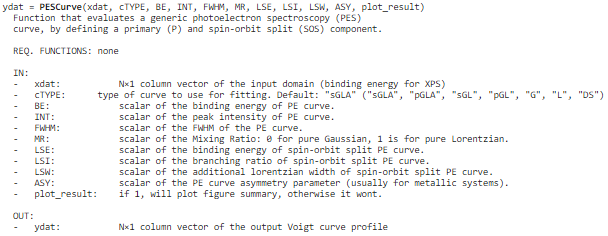 ydat = PESCurve(xdat, cTYPE, BE, INT, FWHM, MR, LSE, LSI, LSW, ASY, plot_result)
Function that evaluates a generic photoelectron spectroscopy (PES)
curve, by defining a primary (P) and spin-orbit split (SOS) component.
REQ. FUNCTIONS: none
IN:
- xdat: N×1 column vector of the input domain (binding energy for XPS)
- cTYPE: type of curve to use for fitting. Default: "sGLA" ("sGLA", "pGLA", "sGL", "pGL", "G", "L", "DS")
- BE: scalar of the binding energy of PE curve.
- INT: scalar of the peak intensity of PE curve.
- FWHM: scalar of the FWHM of the PE curve.
- MR: scalar of the Mixing Ratio: 0 for pure Gaussian, 1 is for pure Lorentzian.
- LSE: scalar of the binding energy of spin-orbit split PE curve.
- LSI: scalar of the branching ratio of spin-orbit split PE curve.
- LSW: scalar of the additional lorentzian width of spin-orbit split PE curve.
- ASY: scalar of the PE curve asymmetry parameter (usually for metallic systems).
- plot_result: if 1, will plot figure summary, otherwise it wont.
OUT:
- ydat: N×1 column vector of the output Voigt curve profile